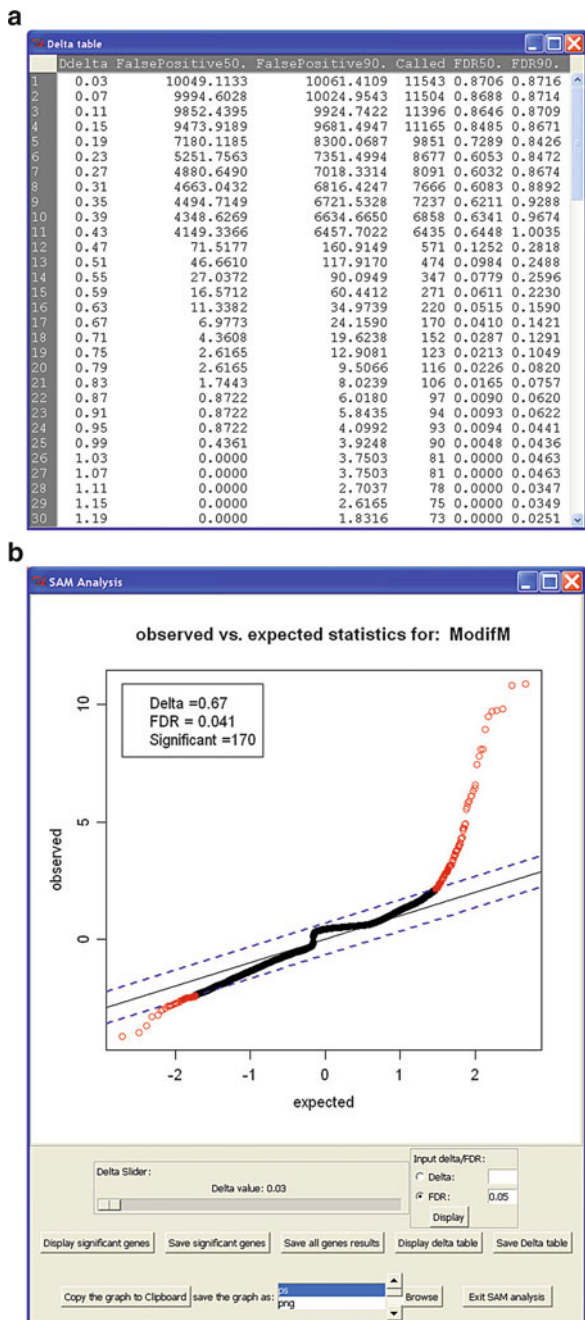 a
Delta table
Ddelta FalsePositive50. FalsePositive90. Called FDR50. FDR90.
1 0.03 10049.1133 10061.4109 11543 0.8706 0.8716
2 0.07 9994.6028 10024.9543 11504 0.8688 0.8714
3 0.11 9852.4395 9924.7422 11396 0.8646 0.8709
4 0.15 9473.9189 9681.4947 11165 0.8485 0.8671
5 0.19 7180.1185 8300.0687 9851 0.7289 0.8426
6 0.23 5251.7563 7351.4994 8677 0.6053 0.8472
7 0.27 4880.6490 7018.3314 8091 0.6032 0.8674
8 0.31 4663.0432 6816.4247 7666 0.6083 0.8892
9 0.35 4494.7149 6721.5328 7237 0.6211 0.9288
10 0.39 4348.6269 6634.6650 6858 0.6341 0.9674
11 0.43 4149.3366 6457.7022 6435 0.6448 1.0035
12 0.47 71.5177 160.9149 571 0.1252 0.2818
13 0.51 46.6610 117.9170 474 0.0984 0.2488
14 0.55 27.0372 90.0949 347 0.0779 0.2596
15 0.59 16.5712 60.4412 271 0.0611 0.2230
16 0.63 11.3382 34.9739 220 0.0515 0.1590
17 0.67 6.9773 24.1590 170 0.0410 0.1421
18 0.71 4.3608 19.6238 152 0.0287 0.1291
19 0.75 2.6165 12.9081 123 0.0213 0.1049
20 0.79 2.6165 9.5066 116 0.0226 0.0820
21 0.83 1.7443 8.0239 106 0.0165 0.0757
22 0.87 0.8722 6.0180 97 0.0090 0.0620
23 0.91 0.8722 5.8435 94 0.0093 0.0622
24 0.95 0.8722 4.0992 93 0.0094 0.0441
25 0.99 0.4361 3.9248 90 0.0048 0.0436
26 1.03 0.0000 3.7503 81 0.0000 0.0463
27 1.07 0.0000 3.7503 81 0.0000 0.0463
28 1.11 0.0000 2.7037 78 0.0000 0.0347
29 1.15 0.0000 2.6165 75 0.0000 0.0349
30 1.19 0.0000 1.8316 73 0.0000 0.0251
b
SAM Analysis
observed vs. expected statistics for: ModifM
Delta =0.67
FDR = 0.041
Significant =170
10
5
0
observed
-2 -1 0 1 2
expected
Delta Slider:
Delta value: 0.03
Input delta/FDR:
Delta:
FDR: 0.05
Display
Display significant genes Save significant genes Save all genes results Display delta table Save Delta table
Copy the graph to Clipboard save the graph as: ps Browse Exit SAM analysis
png